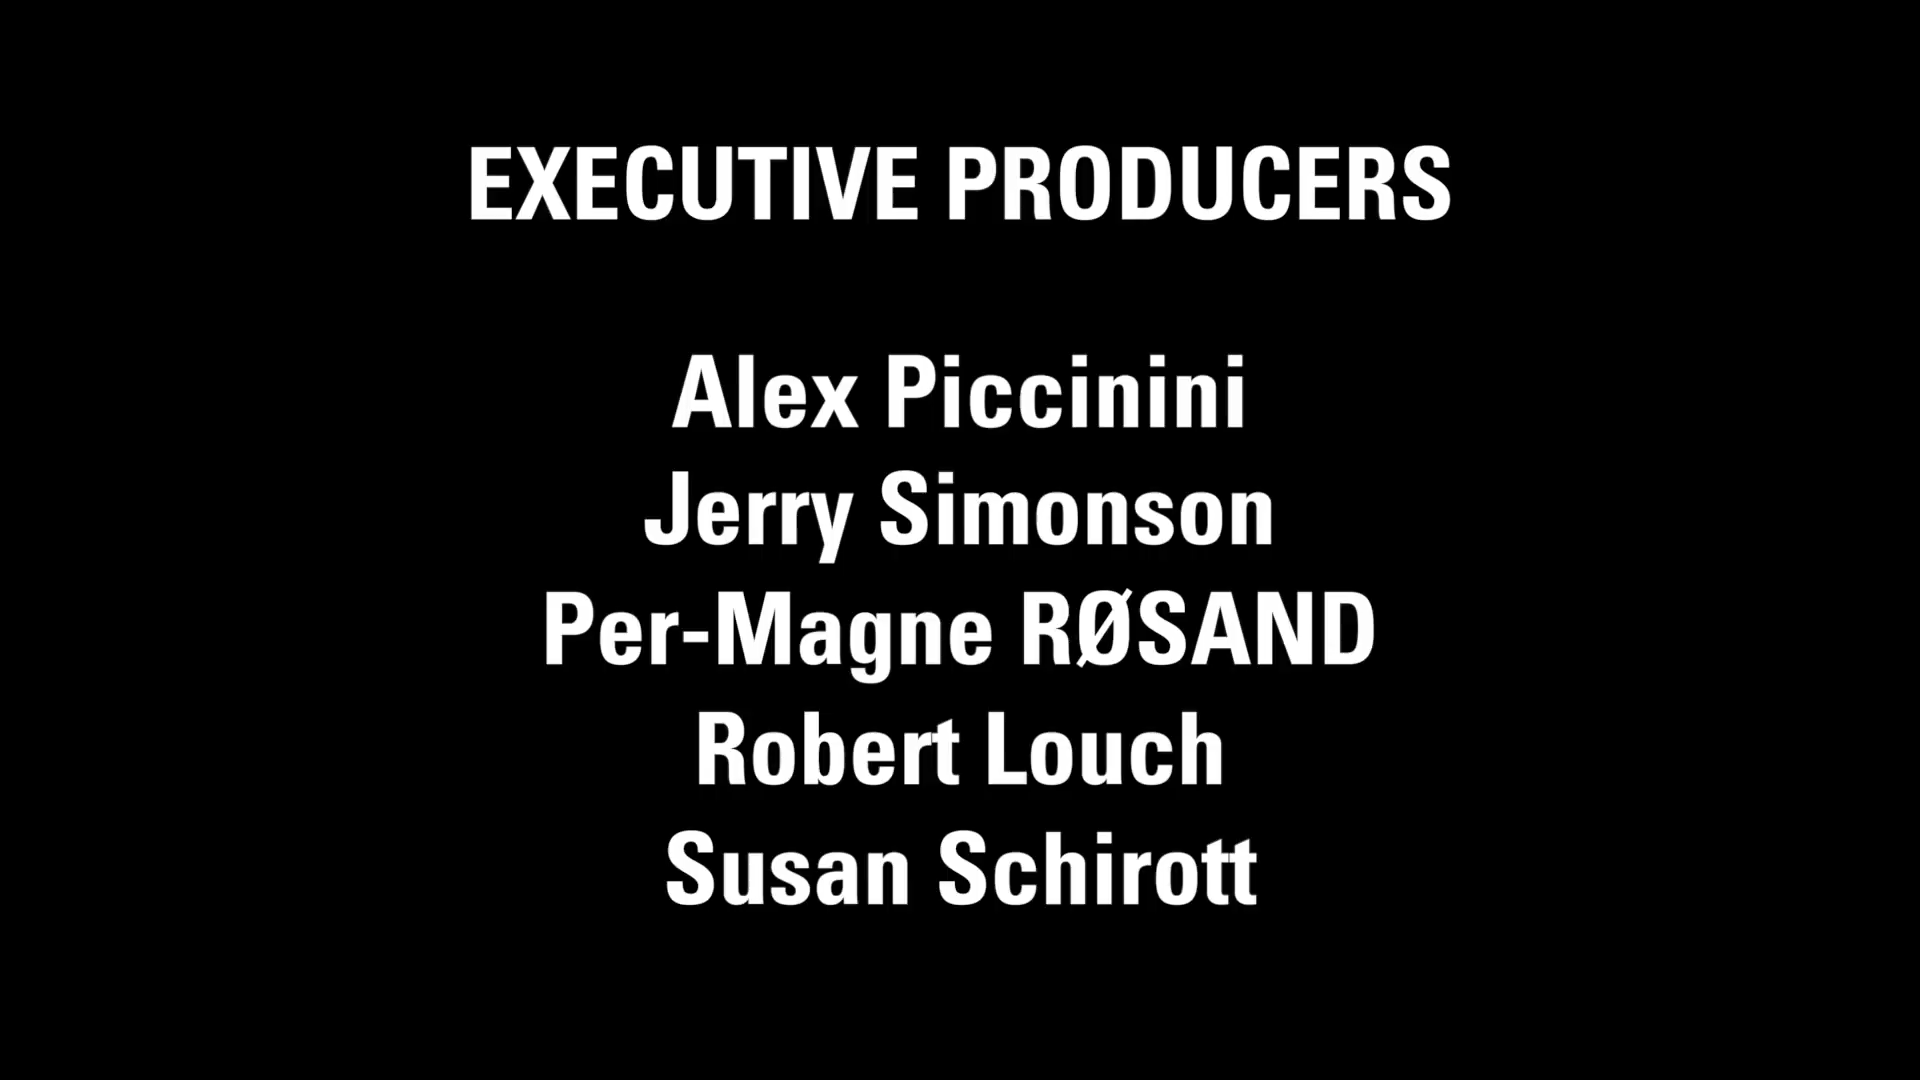 EXECUTIVE PRODUCERS
Alex Piccinini
Jerry Simonson
Per-Magne RØSAND
Robert Louch
Susan Schirott